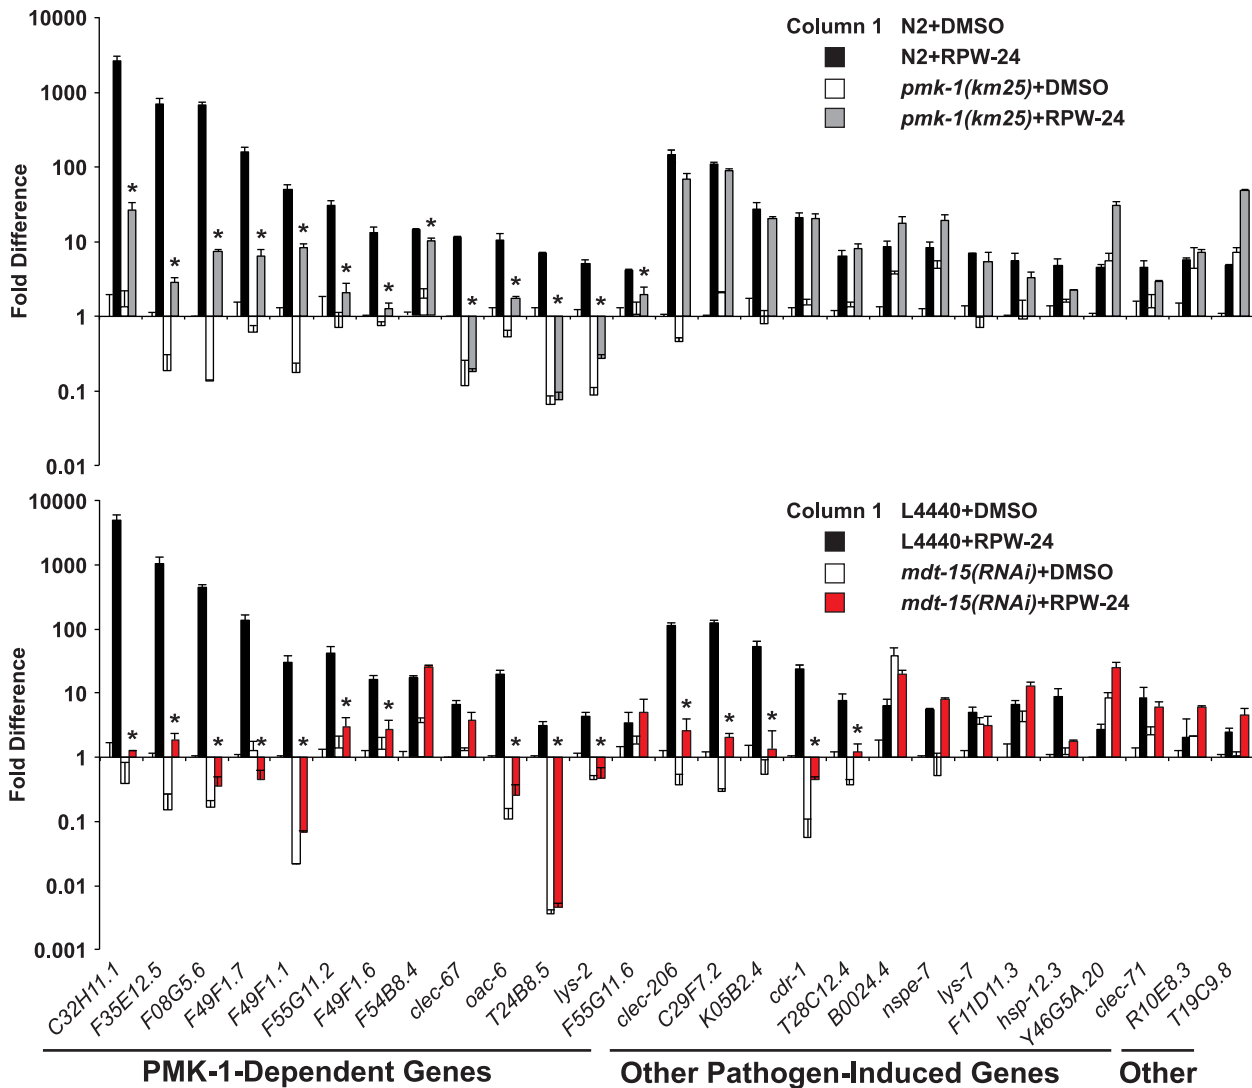 10000
1000
100
10
1
0.1
0.01
Fold Difference
Column 1 N2+DMSO
N2+RPW-24
pmk-1(km25)+DMSO
pmk-1(km25)+RPW-24
* * * * * * * * * * * * *
10000
1000
100
10
1
0.1
0.01
0.001
Fold Difference
Column 1 L4440+DMSO
L4440+RPW-24
mdt-15(RNAi)+DMSO
mdt-15(RNAi)+RPW-24
* * * * * * * * * * * * * * *
C32H11.1
F35E12.5
F08G5.6
F49F1.7
F49F1.1
F55G11.2
F49F1.6
F54B8.4
clec-67
oac-6
T24B8.5
lys-2
F55G11.6
clec-206
C29F7.2
K05B2.4
cdr-1
T28C12.4
B0024.4
nspe-7
lys-7
F11D11.3
hsp-12.3
Y46G5A.20
clec-71
R10E8.3
T19C9.8
PMK-1-Dependent Genes
Other Pathogen-Induced Genes
Other